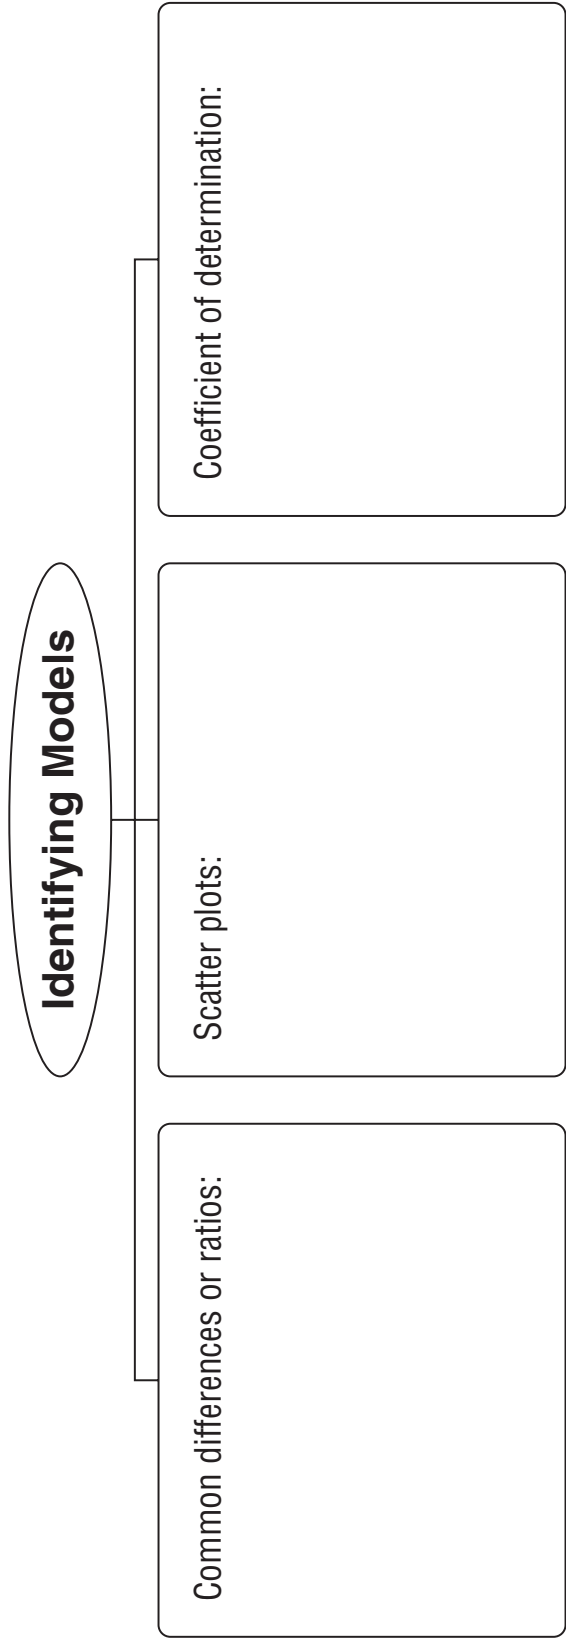 Identifying Models
Common differences or ratios:
Scatter plots:
Coefficient of determination: